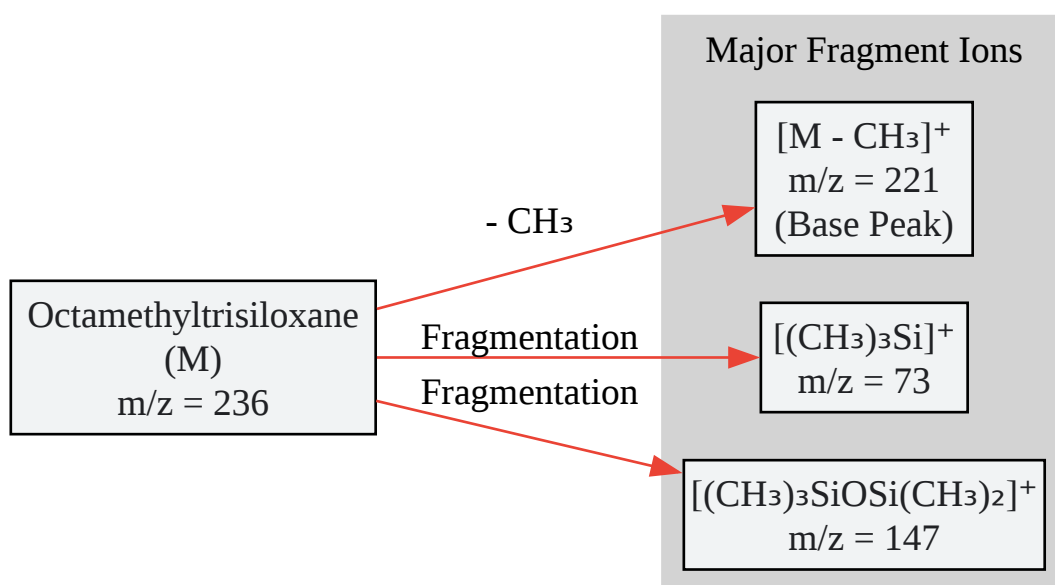 Major Fragment Ions
[M - CH₃]⁺
m/z = 221
(Base Peak)
- CH₃
Octamethyltrisiloxane
(M)
m/z = 236
Fragmentation
[(CH₃)₃Si]⁺
m/z = 73
Fragmentation
[(CH₃)₃SiOSi(CH₃)₂]⁺
m/z = 147